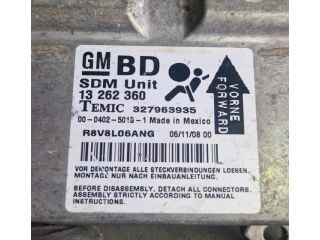 GM BD
SDM Unit
13 262 360
TEMIC 327963935
00-0402-501S-1 Made in Mexico
R8V8L06ANG 06/11/08 00
VORNE
FORWARD
VOR DEMONTAGE ALLE STECKVERBINDUNGEN LOESEN.
MONTAGE NUR NACH EINBAUANLEITUNG.
BEFORE DISASSEMBLY, DETACH ALL CONNECTORS.
ASSEMBLY STRICTLY ACCORDING TO MANUAL
INSTRUCTIONS.